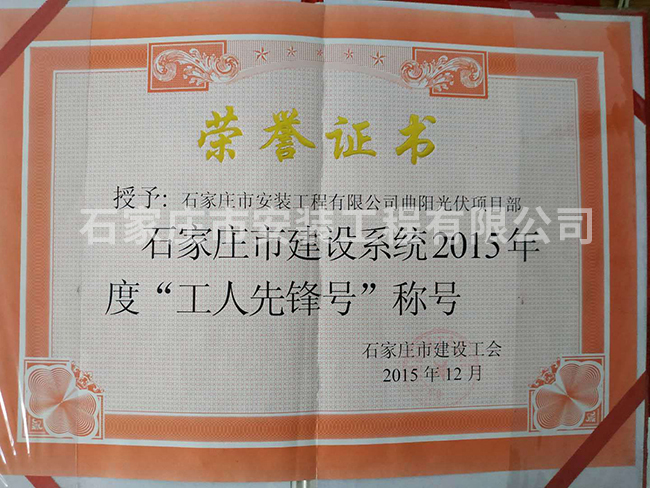 荣誉证书
授予：石家庄市安装工程有限公司曲阳光伏项目部
石家庄市安装工程有限公司
石家庄市建设系统2015年
度“工人先锋号”称号
石家庄市建设工会
2015年12月